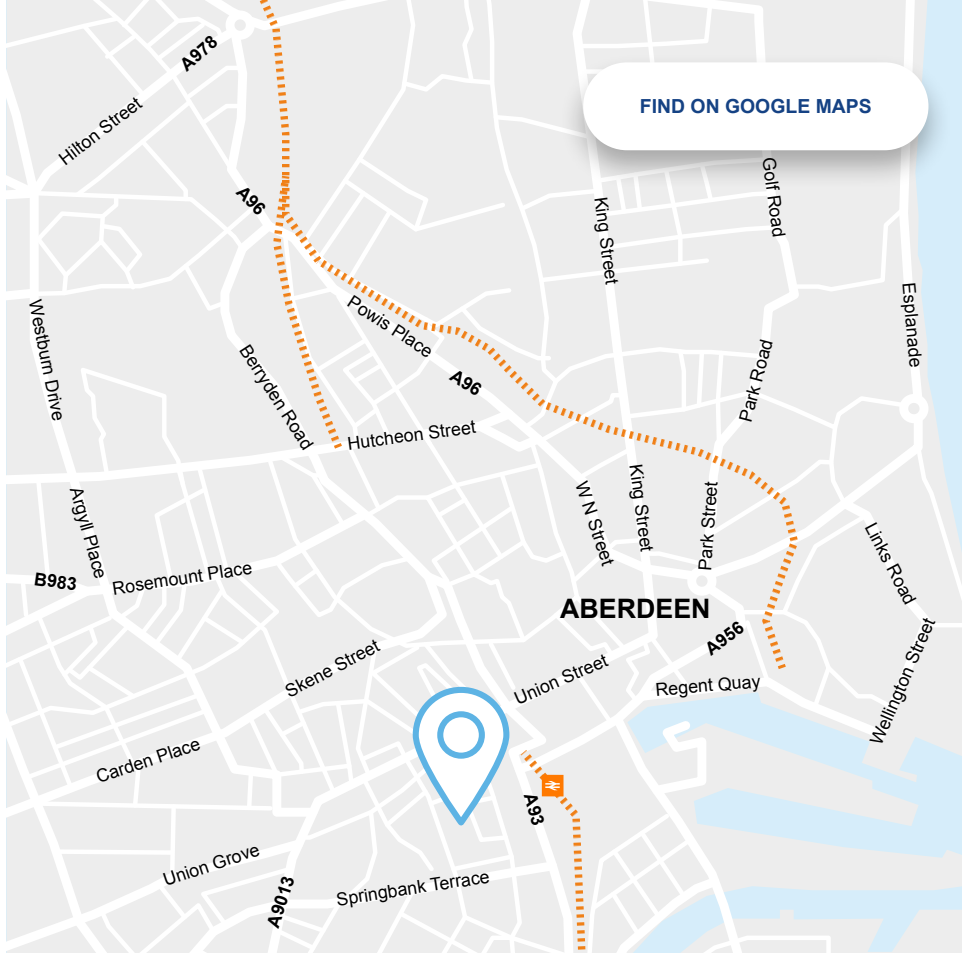 A978
FIND ON GOOGLE MAPS
Hilton Street
Golf Road
A96
King Street
Esplanade
Westburn Drive
Powis Place
Berryden Road
A96
Park Road
Hutcheon Street
Argyll Place
W N Street
King Street
Park Street
Links Road
B983
Rosemount Place
ABERDEEN
A956
Wellington Street
Skene Street
Union Street
Regent Quay
Carden Place
A93
Union Grove
Springbank Terrace
A9013